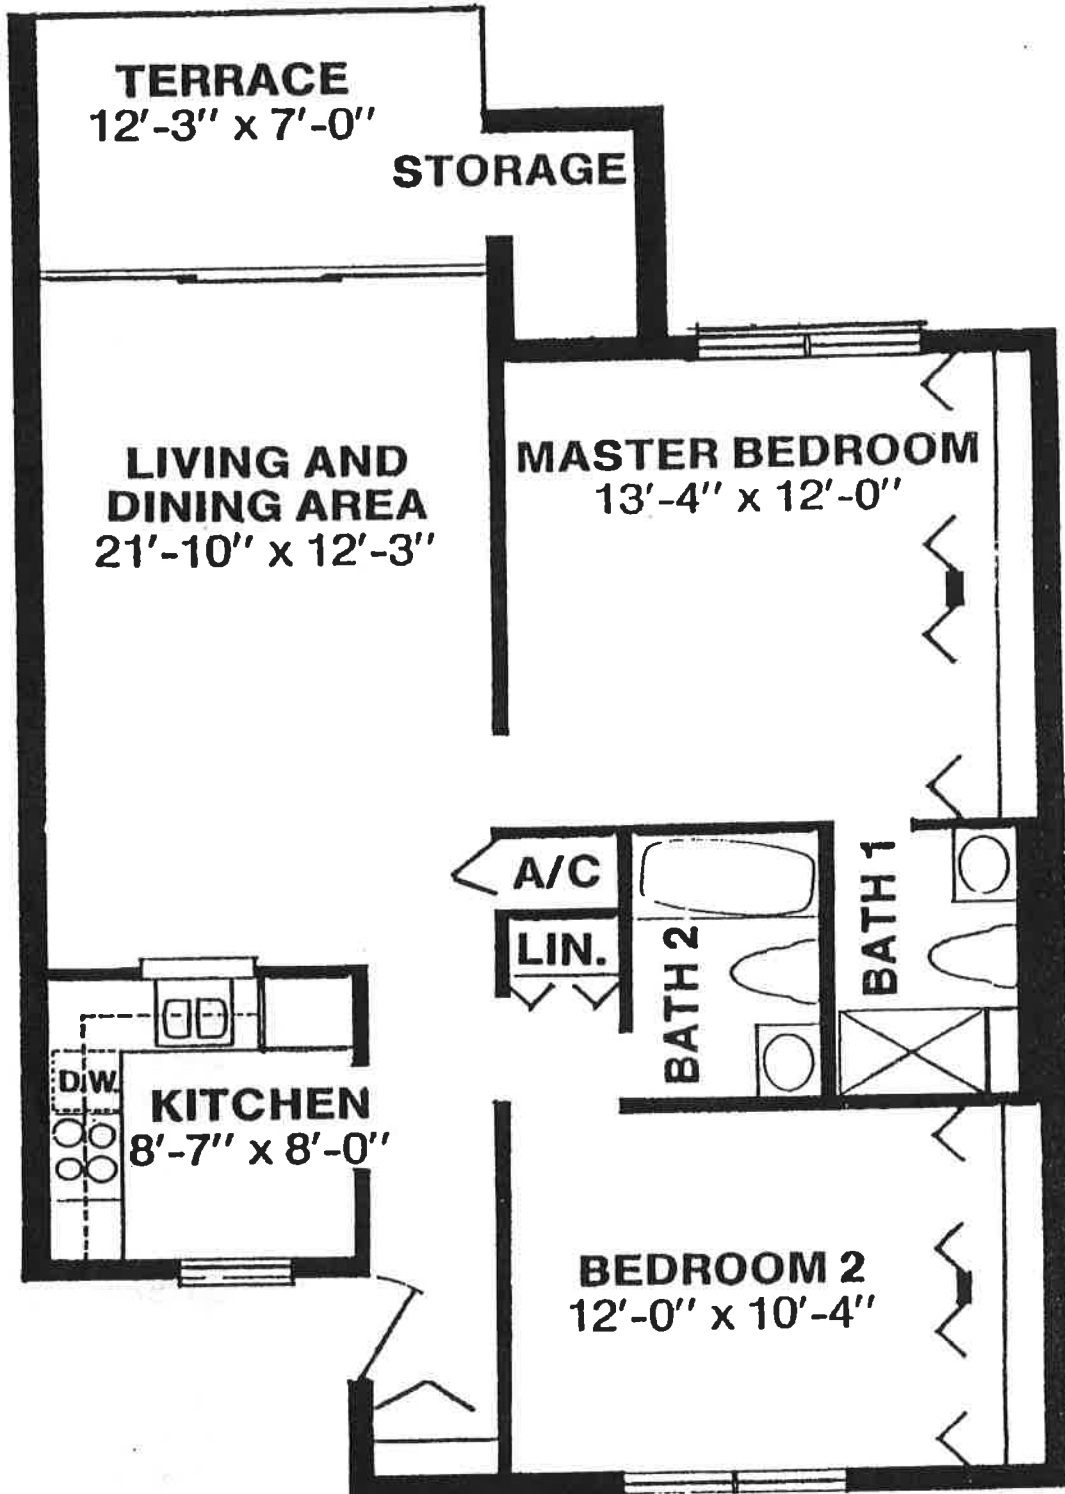 TERRACE
12'-3" x 7'-0"
STORAGE
LIVING AND
DINING AREA
21'-10" x 12'-3"
MASTER BEDROOM
13'-4" x 12'-0"
A/C
LIN.
BATH 2
BATH 1
D.W.
KITCHEN
8'-7" x 8'-0"
BEDROOM 2
12'-0" x 10'-4"